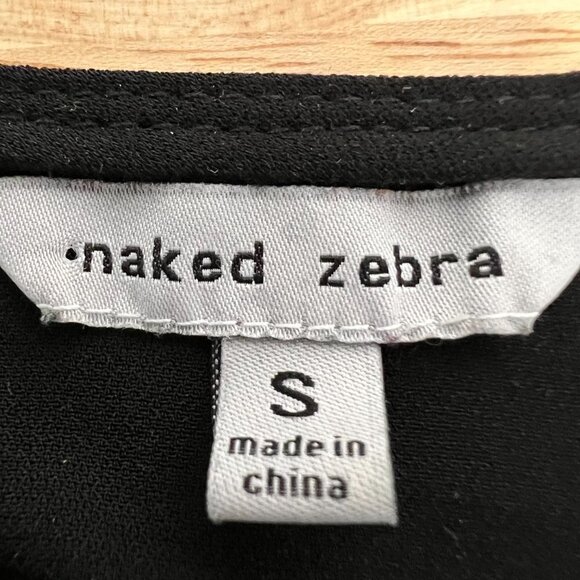 ·naked zebra
S
made in
china